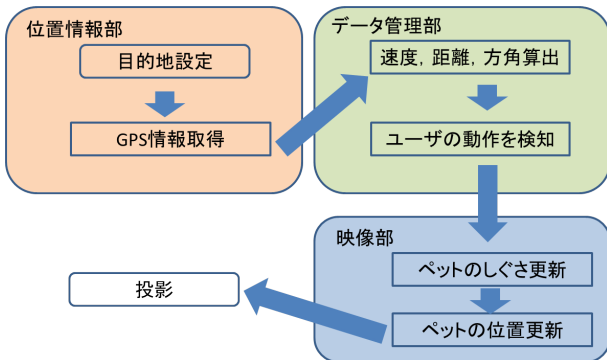 位置情報部
目的地設定
GPS情報取得
データ管理部
速度，距離，方角算出
ユーザの動作を検知
映像部
ペットのしぐさ更新
ペットの位置更新
投影